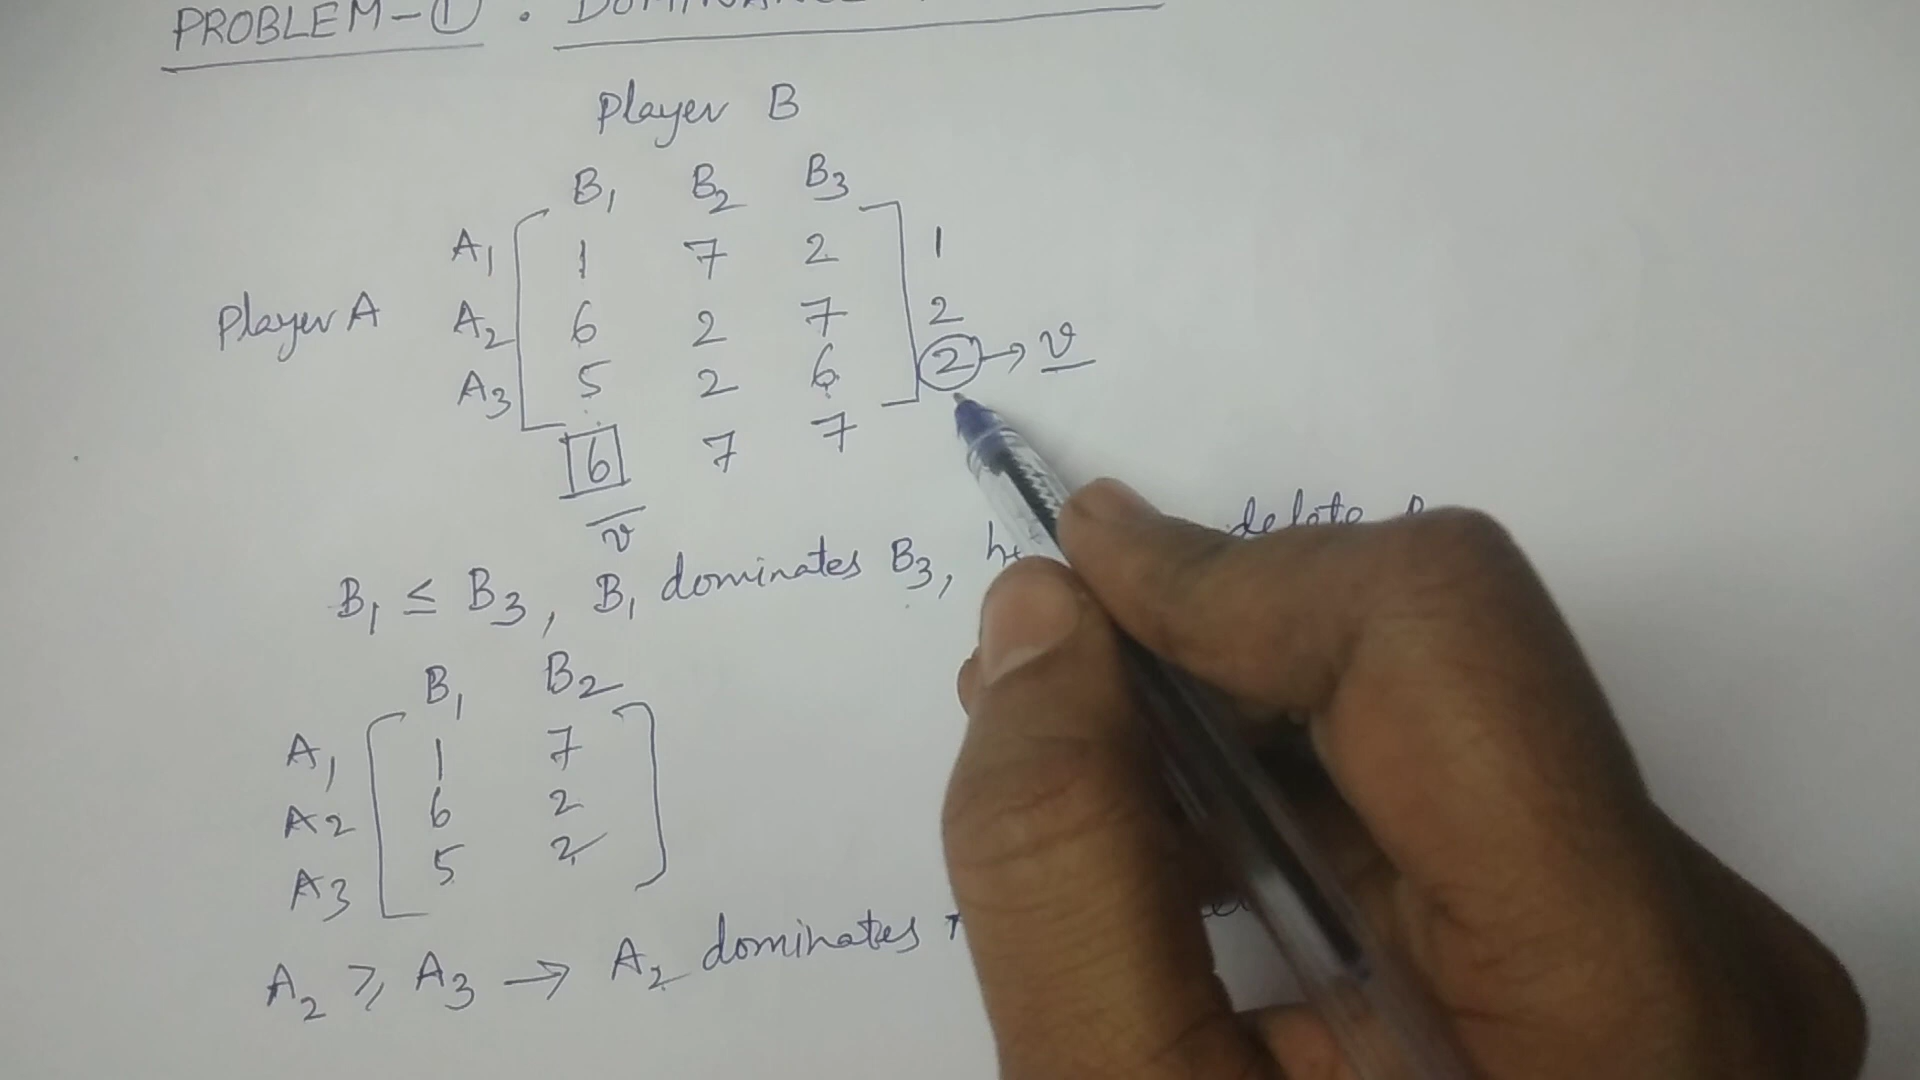 PROBLEM-① . DOMINANCE
Player B
B₁ B₂ B₃
A₁ 1 7 2 1
Player A A₂ 6 2 7 2
A₃ 5 2 6 2 → v
6 7 7
v
B₁ ≤ B₃, B₁ dominates B₃, delete
B₁ B₂
A₁ 1 7
A₂ 6 2
A₃ 5 2
A₂ ≥ A₃ → A₂ dominates